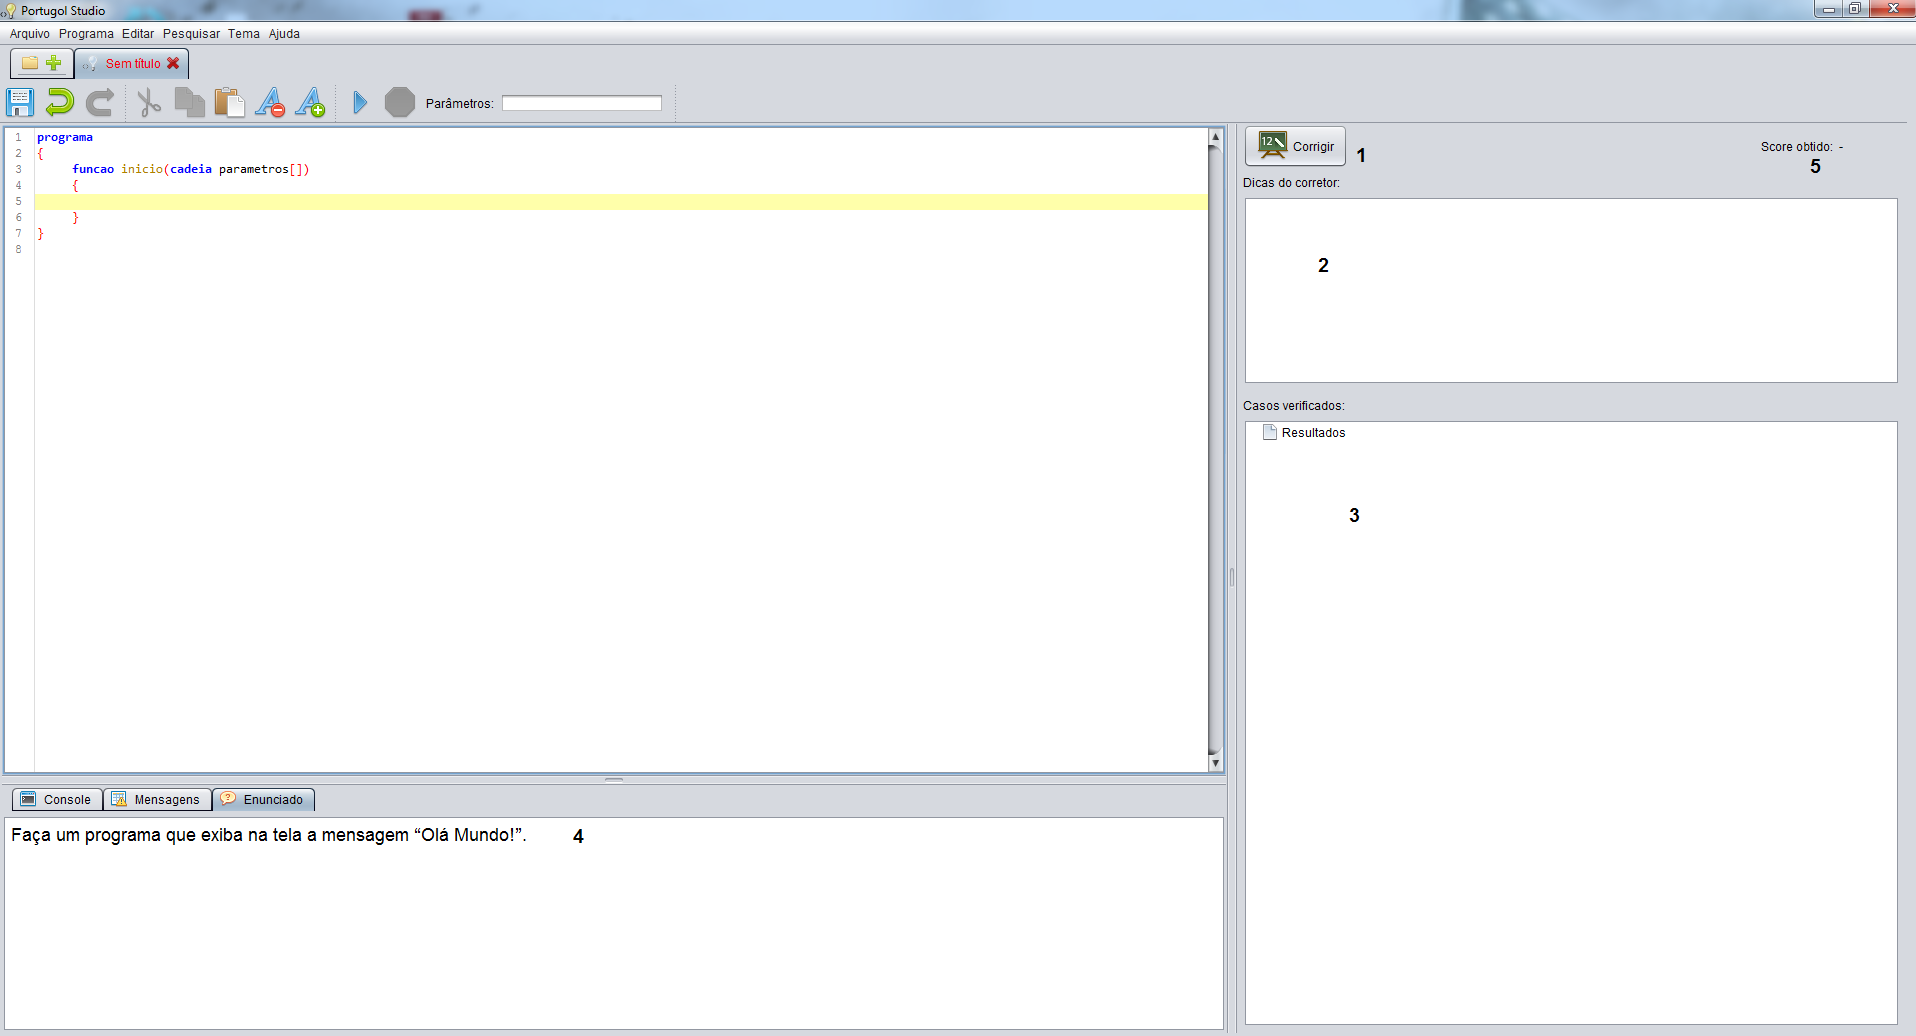 Portugol Studio
Arquivo Programa Editar Pesquisar Tema Ajuda
Sem título
Parâmetros:
1 programa
2 {
3 funcao inicio(cadeia parametros[])
4 {
5
6 }
7 }
8
12 Corrigir 1
Score obtido: -
5
Dicas do corretor:
2
Casos verificados:
Resultados
3
Console Mensagens Enunciado
Faça um programa que exiba na tela a mensagem “Olá Mundo!”. 4